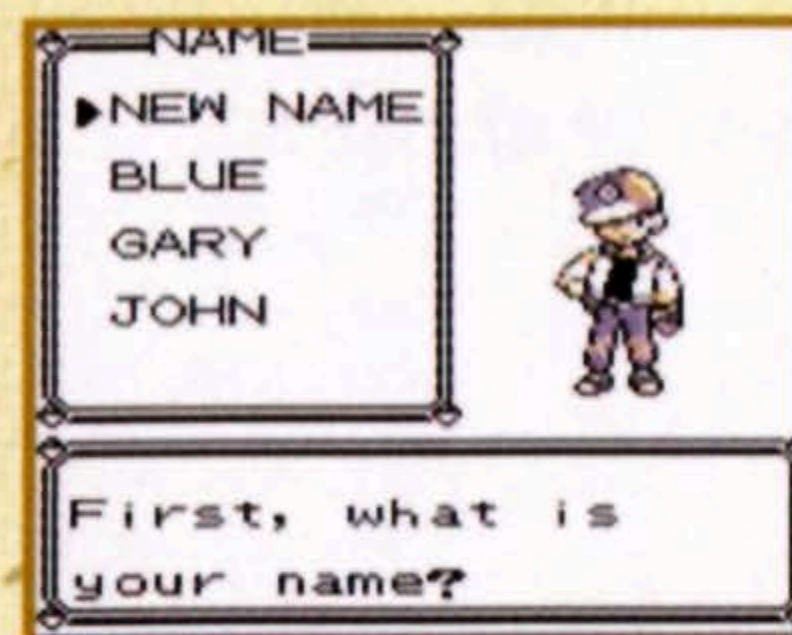 NAME
▶NEW NAME
BLUE
GARY
JOHN
First, what is
your name?